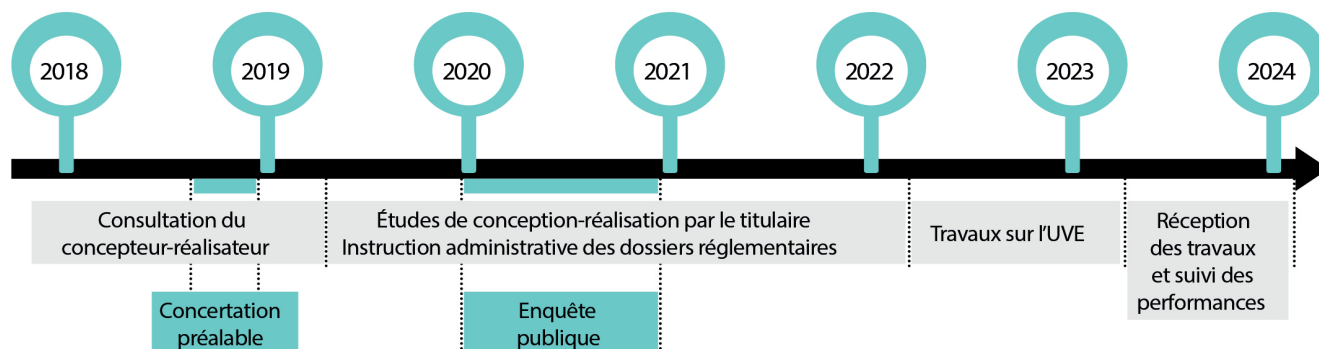 2018
2019
2020
2021
2022
2023
2024
Consultation du
concepteur-réalisateur
Études de conception-réalisation par le titulaire
Instruction administrative des dossiers réglementaires
Travaux sur l'UVE
Réception
des travaux
et suivi des
performances
Concertation
préalable
Enquête
publique